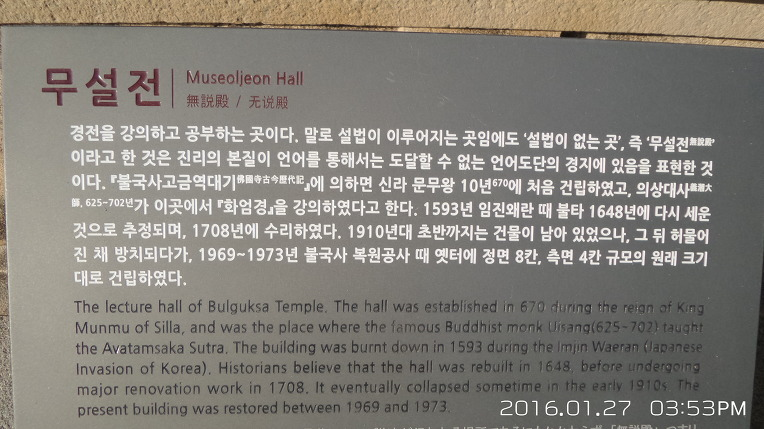 무설전
Museoljeon Hall
無說殿 / 无说殿
경전을 강의하고 공부하는 곳이다. 말로 설법이 이루어지는 곳임에도 '설법이 없는 곳', 즉 '무설전無說殿'
이라고 한 것은 진리의 본질이 언어를 통해서는 도달할 수 없는 언어도단의 경지에 있음을 표현한 것
이다. 『불국사고금역대기佛國寺古今歷代記』에 의하면 신라 문무왕 10년670에 처음 건립하였고, 의상대사義湘大
師, 625-702년가 이곳에서 『화엄경』을 강의하였다고 한다. 1593년 임진왜란 때 불타 1648년에 다시 세운
것으로 추정되며, 1708년에 수리하였다. 1910년대 초반까지는 건물이 남아 있었으나, 그 뒤 허물어
진 채 방치되다가, 1969~1973년 불국사 복원공사 때 옛터에 정면 8칸, 측면 4칸 규모의 원래 크기
대로 건립하였다.
The lecture hall of Bulguksa Temple. The hall was established in 670 during the reign of King
Munmu of Silla, and was the place where the famous Buddhist monk Uisang(625-702) taught
the Avatamsaka Sutra. The building was burnt down in 1593 during the Imjin Waeran (Japanese
Invasion of Korea). Historians believe that the hall was rebuilt in 1648, before undergoing
major renovation work in 1708. It eventually collapsed sometime in the early 1910s. The
present building was restored between 1969 and 1973.
2016.01.27 03:53PM